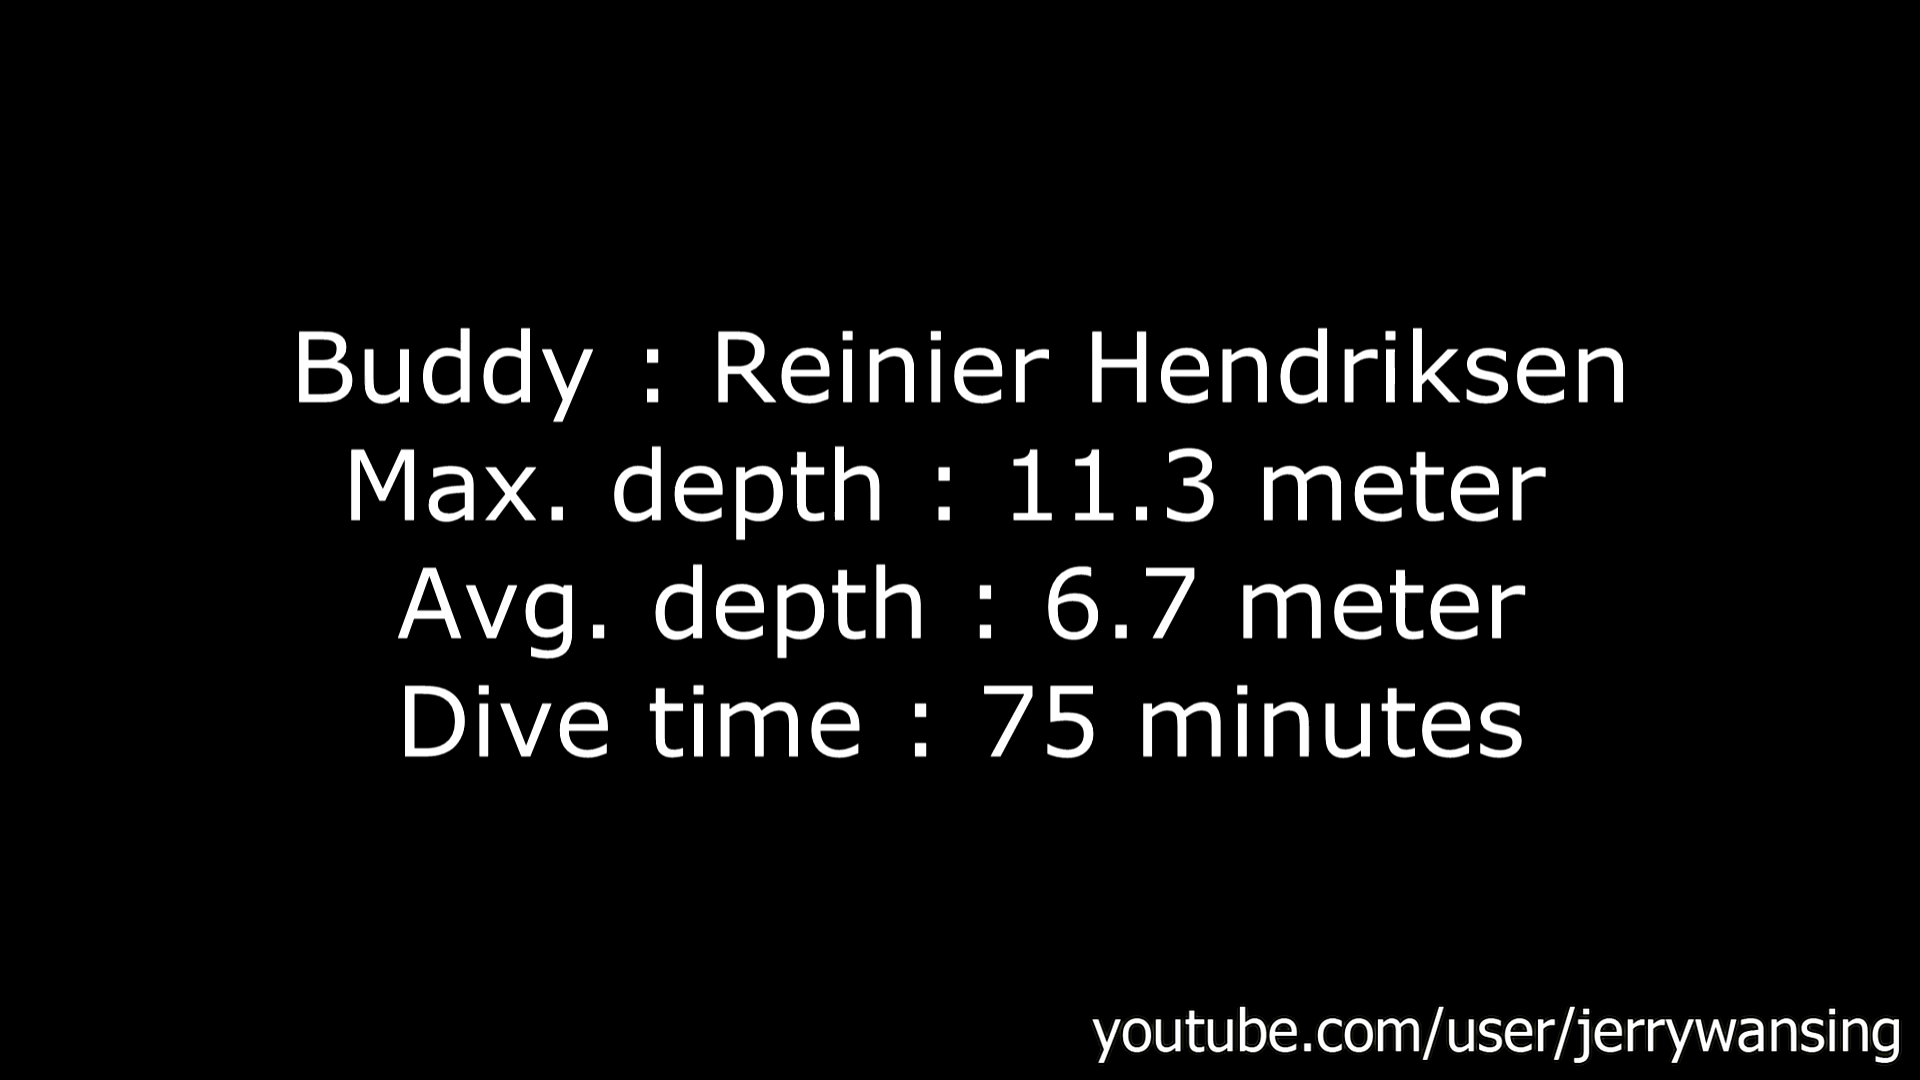 Buddy : Reinier Hendriksen
Max. depth : 11.3 meter
Avg. depth : 6.7 meter
Dive time : 75 minutes
youtube.com/user/jerrywansing